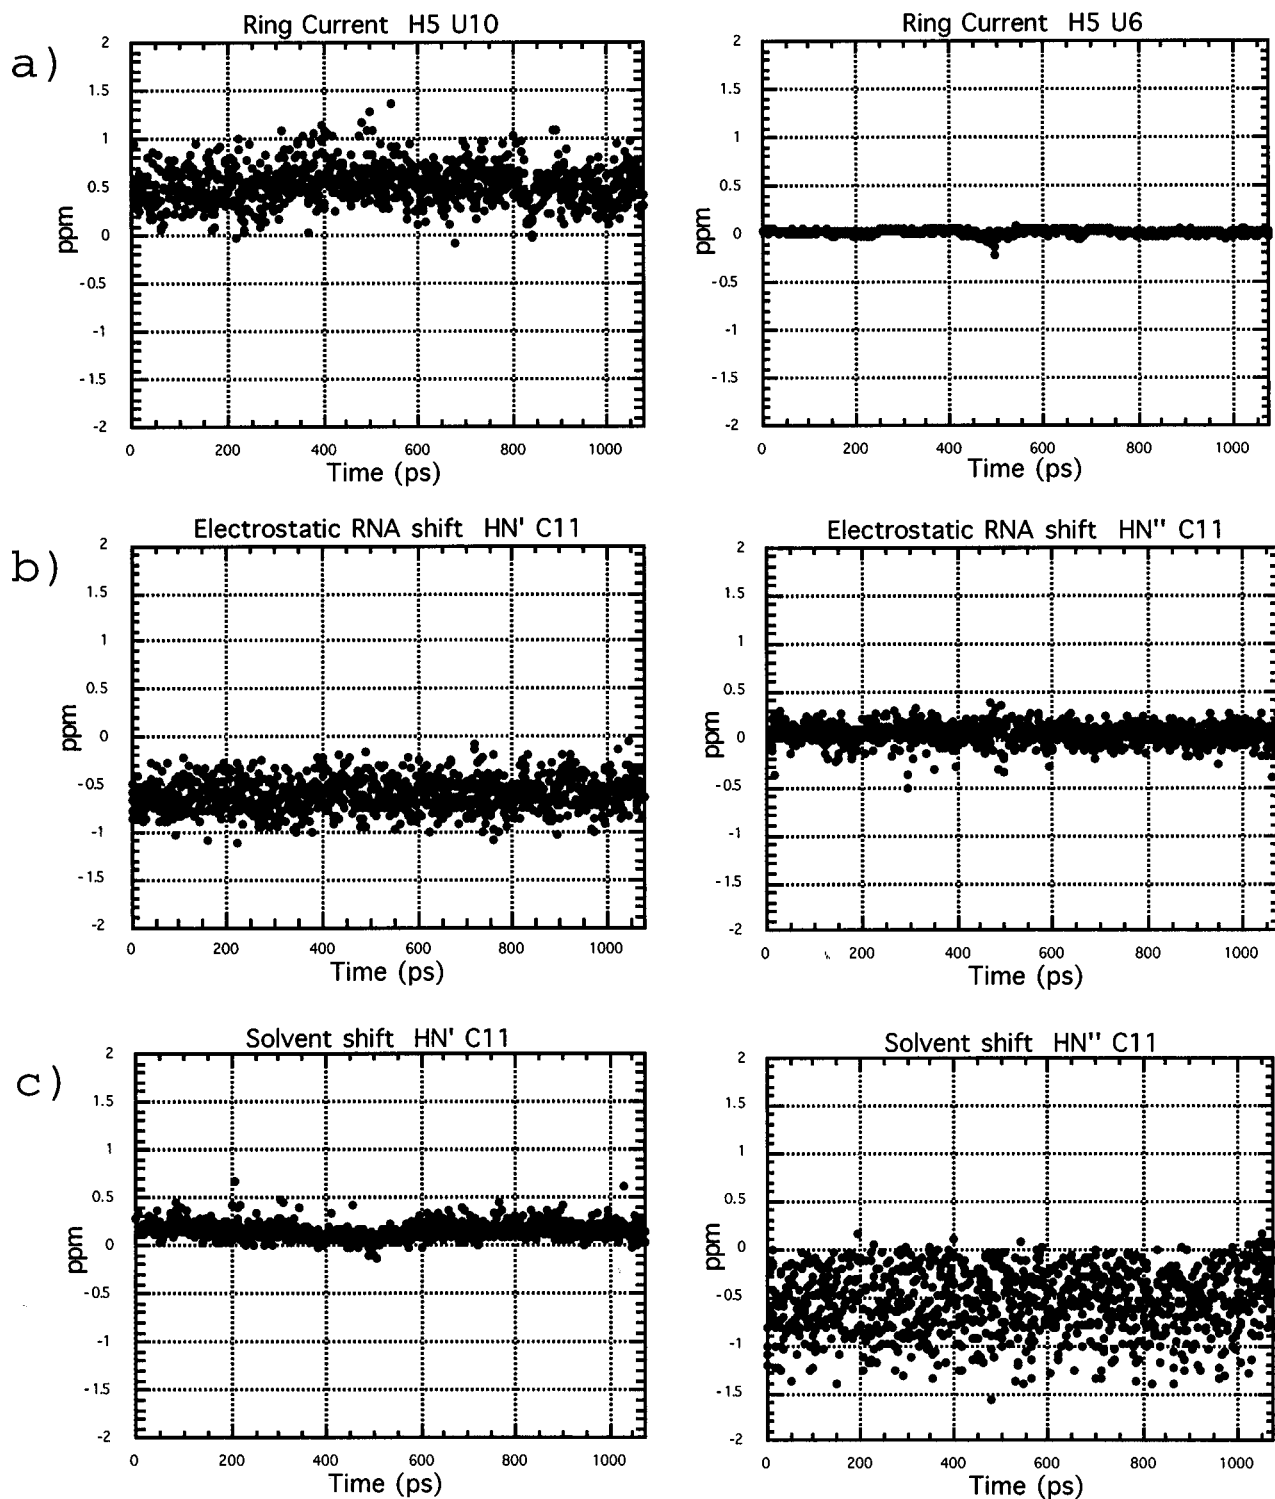 a)
Ring Current H5 U10
2
1.5
1
0.5
0
-0.5
-1
-1.5
-2
ppm
0 200 400 600 800 1000
Time (ps)
Ring Current H5 U6
2
1.5
1
0.5
0
-0.5
-1
-1.5
-2
ppm
0 200 400 600 800 1000
Time (ps)
b)
Electrostatic RNA shift HN' C11
2
1.5
1
0.5
0
-0.5
-1
-1.5
-2
ppm
0 200 400 600 800 1000
Time (ps)
Electrostatic RNA shift HN" C11
2
1.5
1
0.5
0
-0.5
-1
-1.5
-2
ppm
0 200 400 600 800 1000
Time (ps)
c)
Solvent shift HN' C11
2
1.5
1
0.5
0
-0.5
-1
-1.5
-2
ppm
0 200 400 600 800 1000
Time (ps)
Solvent shift HN" C11
2
1.5
1
0.5
0
-0.5
-1
-1.5
-2
ppm
0 200 400 600 800 1000
Time (ps)